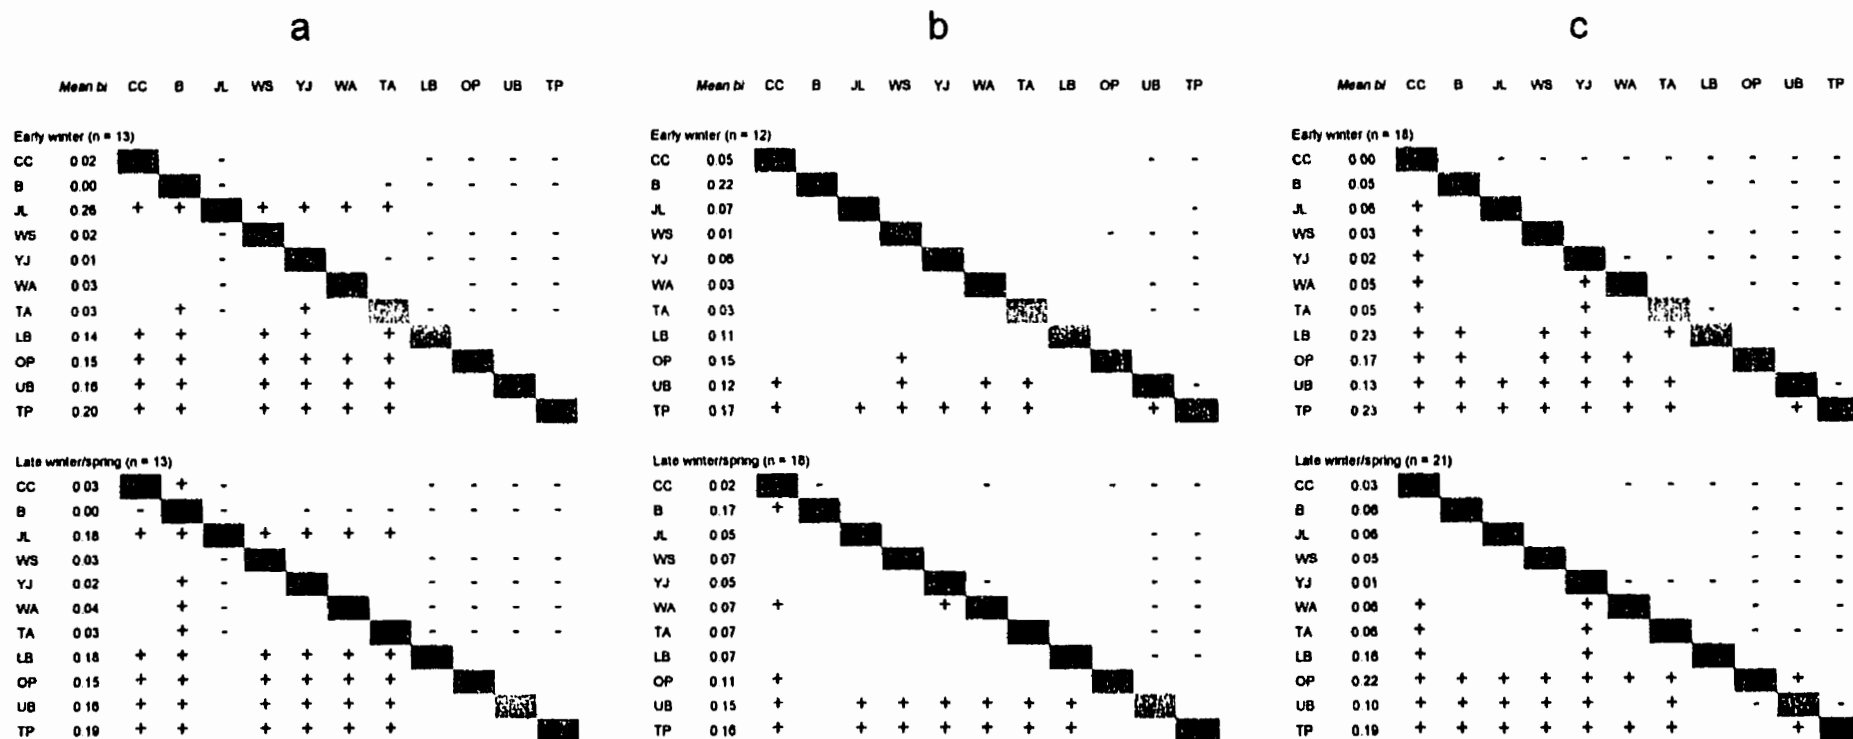 a
Mean bi CC B JL WS YJ WA TA LB OP UB TP
Early winter (n = 13)
CC 0.02 - - - - -
B 0.00 - - - - - -
JL 0.26 + + + + + +
WS 0.02 - - - - -
YJ 0.01 - - - - - -
WA 0.03 - - - -
TA 0.03 + - + - - - -
LB 0.14 + + + + +
OP 0.15 + + + + + +
UB 0.16 + + + + + +
TP 0.20 + + + + + +
Late winter/spring (n = 13)
CC 0.03 + - - - - -
B 0.00 - - - - - - - - -
JL 0.18 + + + + + +
WS 0.03 - - - - -
YJ 0.02 + - - - - -
WA 0.04 + - - - - -
TA 0.03 + - - - - -
LB 0.18 + + + + + +
OP 0.15 + + + + + +
UB 0.16 + + + + + +
TP 0.19 + + + + + +
b
Mean bi CC B JL WS YJ WA TA LB OP UB TP
Early winter (n = 12)
CC 0.05 - -
B 0.22
JL 0.07 -
WS 0.01 - - -
YJ 0.06 -
WA 0.03 - -
TA 0.03 - -
LB 0.11
OP 0.15 +
UB 0.12 + + + + -
TP 0.17 + + + + + + +
Late winter/spring (n = 18)
CC 0.02 - - - - -
B 0.17 +
JL 0.05 - -
WS 0.07 - -
YJ 0.05 - - -
WA 0.07 + + - -
TA 0.07 - -
LB 0.07 - -
OP 0.11 +
UB 0.15 + + + + + + +
TP 0.16 + + + + + + +
c
Mean bi CC B JL WS YJ WA TA LB OP UB TP
Early winter (n = 18)
CC 0.00 - - - - - - - - -
B 0.05 - - - -
JL 0.06 + - -
WS 0.03 + - - - -
YJ 0.02 + - - - - - -
WA 0.05 + + - - -
TA 0.05 + + - - -
LB 0.23 + + + + +
OP 0.17 + + + + +
UB 0.13 + + + + + + + -
TP 0.23 + + + + + + + +
Late winter/spring (n = 21)
CC 0.03 - - - - - -
B 0.06 - - -
JL 0.06 - - -
WS 0.05 - - -
YJ 0.01 - - - - - -
WA 0.06 + + - -
TA 0.06 + + - - -
LB 0.16 + +
OP 0.22 + + + + + + + +
UB 0.10 + + + + + + - -
TP 0.19 + + + + + + + +